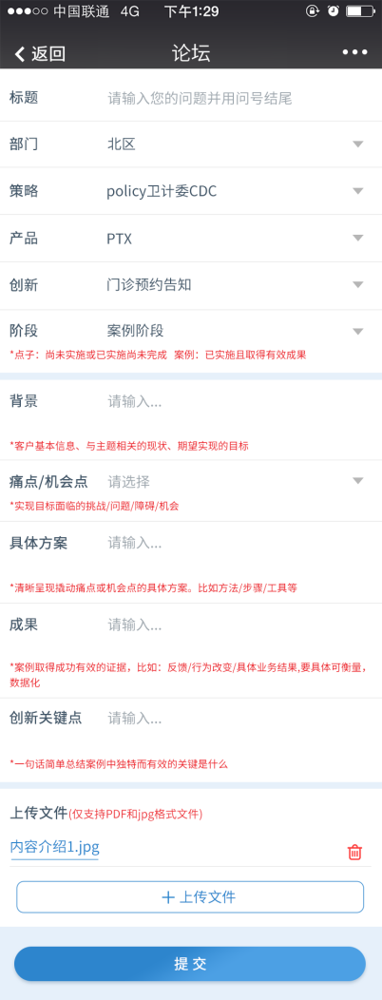 中国联通 4G 下午1:29
返回 论坛
标题 请输入您的问题并用问号结尾
部门 北区
策略 policy卫计委CDC
产品 PTX
创新 门诊预约告知
阶段 案例阶段
*点子：尚未实施或已实施尚未完成 案例：已实施且取得有效成果
背景 请输入...
*客户基本信息、与主题相关的现状、期望实现的目标
痛点/机会点 请选择
*实现目标面临的挑战/问题/障碍/机会
具体方案 请输入...
*清晰呈现撬动痛点或机会点的具体方案。比如方法/步骤/工具等
成果 请输入...
*案例取得成功有效的证据，比如：反馈/行为改变/具体业务结果,要具体可衡量，
数据化
创新关键点 请输入...
*一句话简单总结案例中独特而有效的关键是什么
上传文件(仅支持PDF和jpg格式文件)
内容介绍1.jpg
＋上传文件
提交